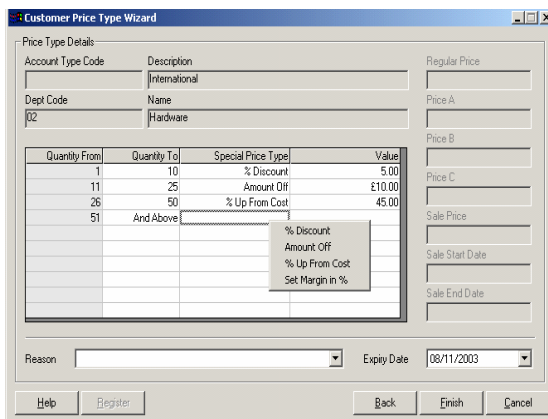 Customer Price Type Wizard
Price Type Details
Account Type Code Description Regular Price
International
Dept Code Name Price A
02 Hardware
Price B
Quantity From Quantity To Special Price Type Value
1 10 % Discount 5.00
Price C
11 25 Amount Off £10.00
26 50 % Up From Cost 45.00
51 And Above
Sale Price
% Discount
Amount Off
Sale Start Date
% Up From Cost
Set Margin in %
Sale End Date
Reason Expiry Date 08/11/2003
Help Register Back Finish Cancel